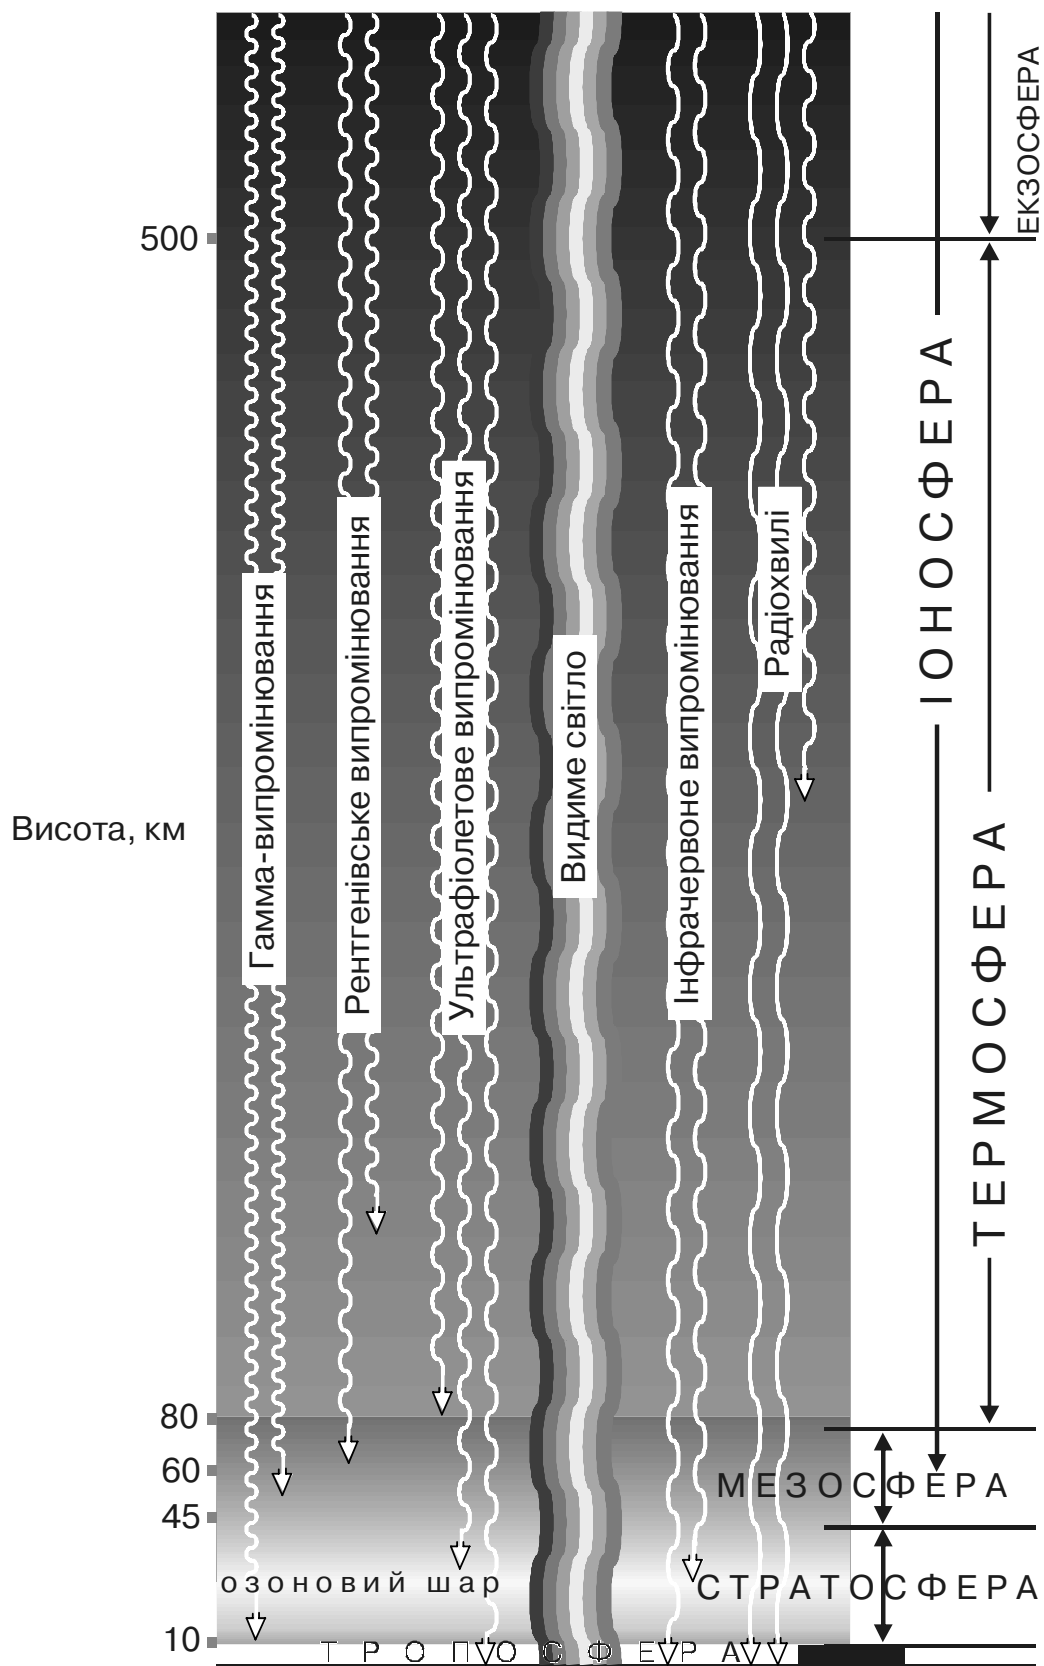 ЕКЗОСФЕРА
500
ІОНОСФЕРА
Гамма-випромінювання
Рентгенівське випромінювання
Ультрафіолетове випромінювання
Видиме світло
Інфрачервоне випромінювання
Радіохвилі
Висота, км
ТЕРМОСФЕРА
80
60
МЕЗОСФЕРА
45
озоновий шар
СТРАТОСФЕРА
10
ТРОПОСФЕРА